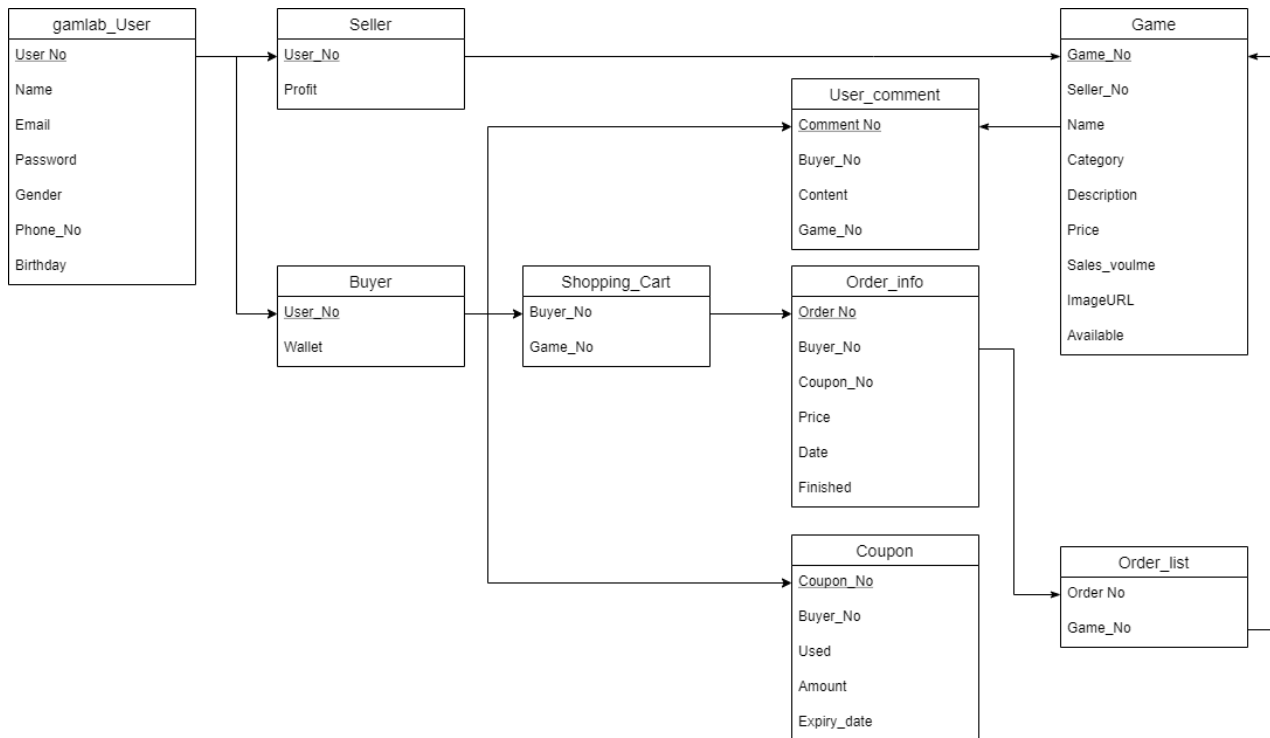 gamlab_User
User No
Name
Email
Password
Gender
Phone_No
Birthday
Seller
User_No
Profit
Buyer
User_No
Wallet
Shopping_Cart
Buyer_No
Game_No
User_comment
Comment No
Buyer_No
Content
Game_No
Order_info
Order No
Buyer_No
Coupon_No
Price
Date
Finished
Coupon
Coupon_No
Buyer_No
Used
Amount
Expiry_date
Game
Game_No
Seller_No
Name
Category
Description
Price
Sales_voulme
ImageURL
Available
Order_list
Order No
Game_No